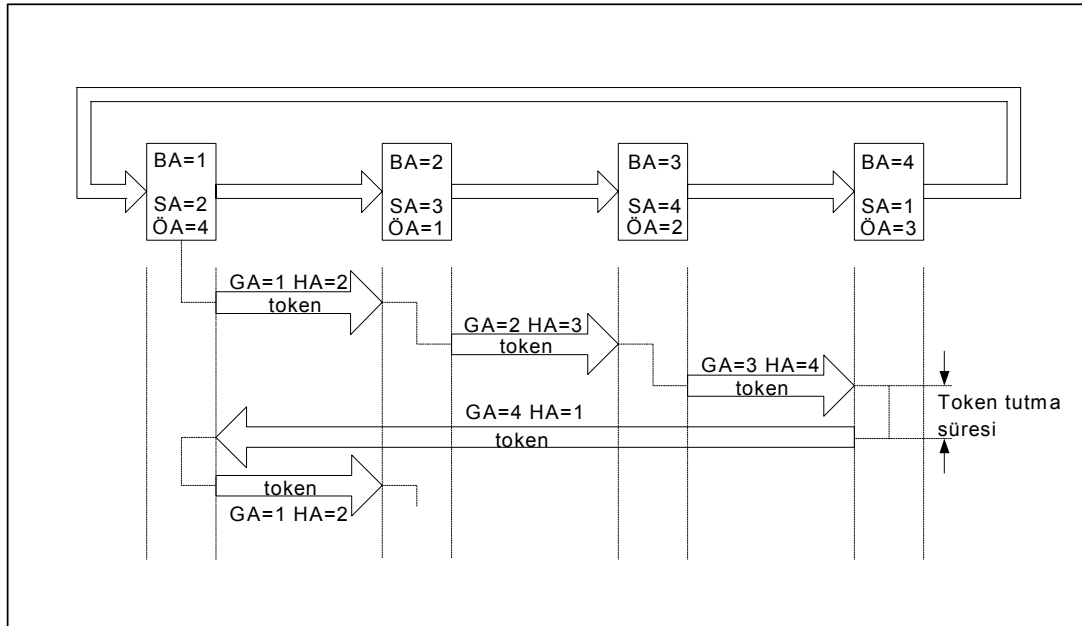 BA=1
SA=2
ÖA=4
BA=2
SA=3
ÖA=1
BA=3
SA=4
ÖA=2
BA=4
SA=1
ÖA=3
GA=1 HA=2
token
GA=2 HA=3
token
GA=3 HA=4
token
Token tutma
süresi
GA=4 HA=1
token
token
GA=1 HA=2